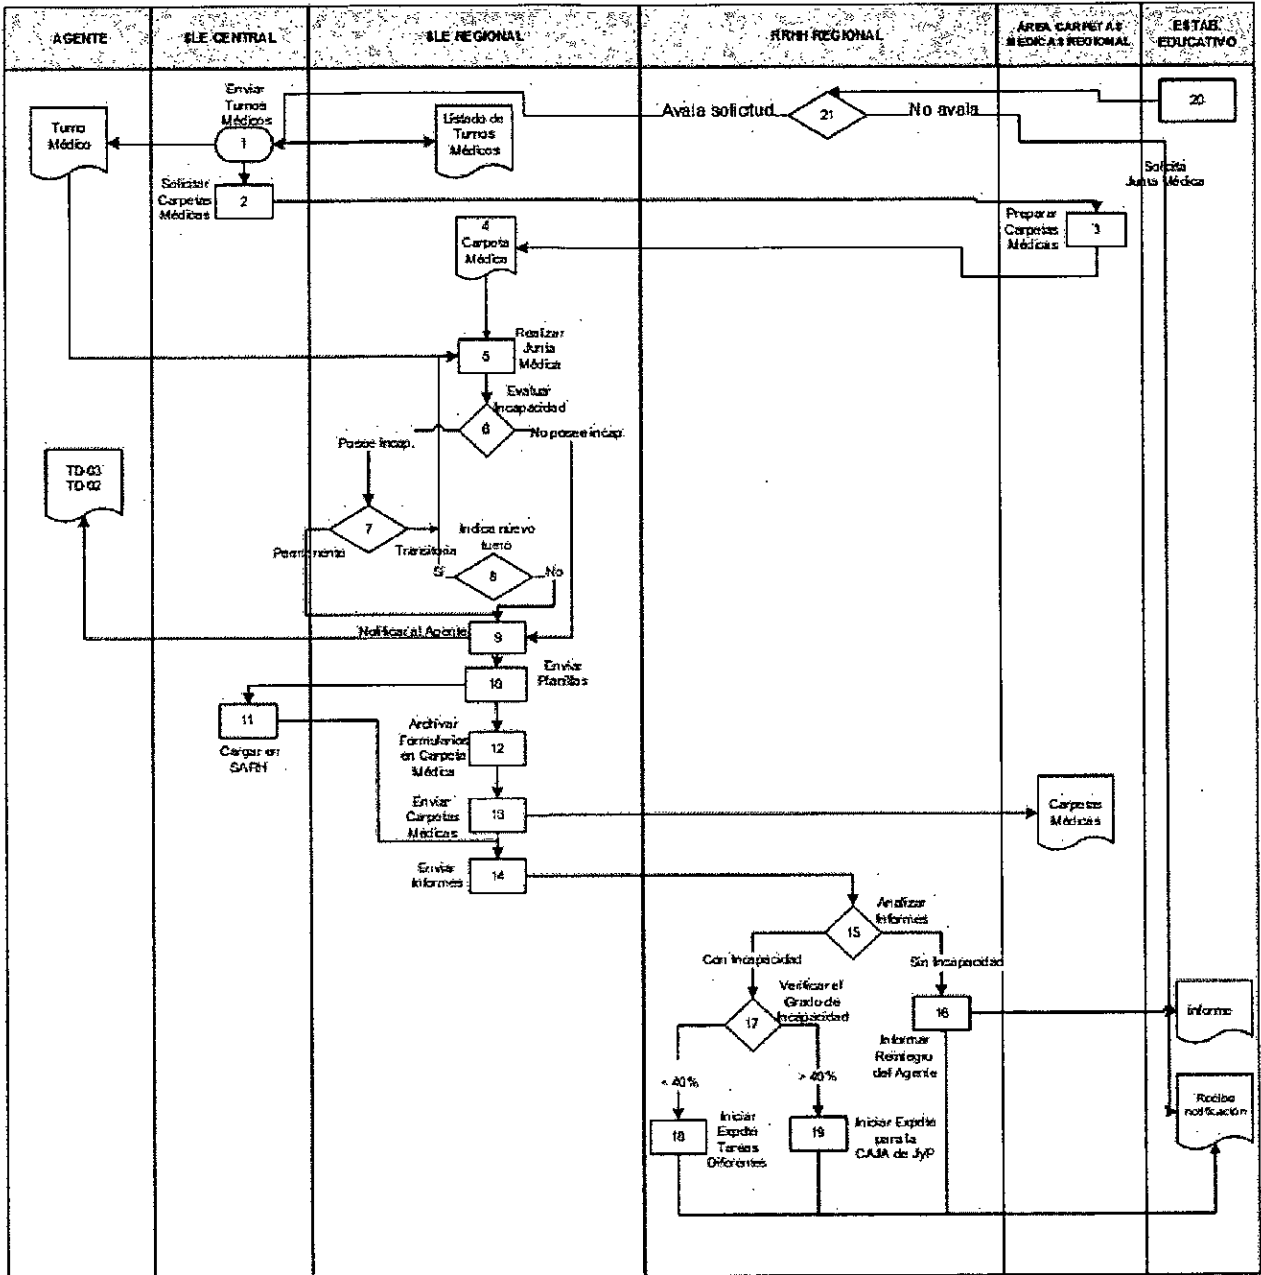 AGENTE
SLE CENTRAL
SLE REGIONAL
RRHH REGIONAL
ÁREA CARPETAS
MEDICAS REGIONAL
ESTAB.
EDUCATIVO
Enviar
Turnos
Médicos
1
Turno
Médico
Listado de
Turnos
Médicos
Avala solicitud
21
No avala
20
Solicita
Junta Médica
Solicitar
Carpetas
Médicas
2
Preparar
Carpetas
Médicas
3
4
Carpeta
Médica
Realizar
Junta
Médica
5
Evaluar
Incapacidad
6
Posee Incap.
No posee incap.
TD-03
TD-02
7
Permanente
Transitoria
Indica nuevo
turno
8
Si
No
Notificar al Agente
9
Enviar
Planillas
10
11
Cargar en
SARH
Archivar
Formularios
en Carpeta
Médica
12
Enviar
Carpetas
Médicas
13
Carpetas
Médicas
Enviar
Informes
14
Analizar
Informes
15
Con Incapacidad
Sin Incapacidad
Verificar el
Grado de
Incapacidad
17
16
Informar
Reintegro
del Agente
Informe
< 40%
> 40%
18
Iniciar
Expdte
Tareas
Diferentes
19
Iniciar Expdte
para la
CAJA de JyP
Recibe
notificación